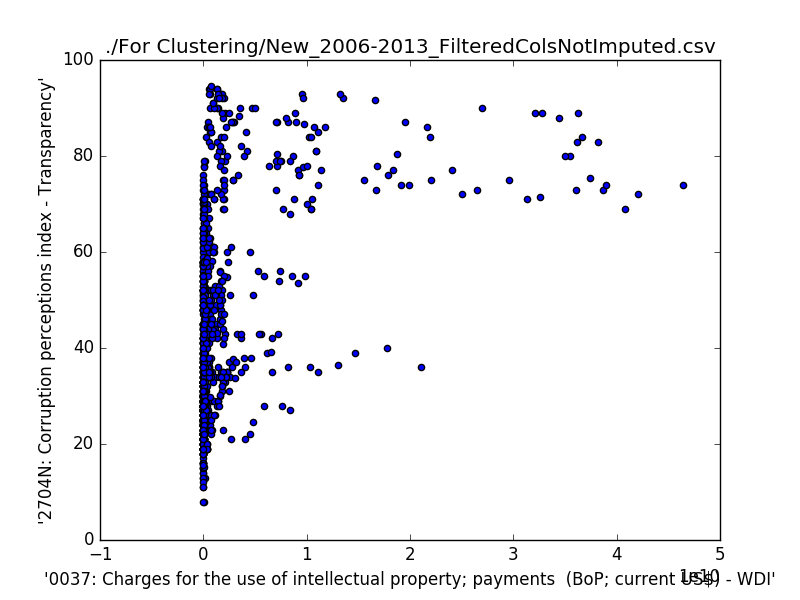 ./For Clustering/New_2006-2013_FilteredColsNotImputed.csv
100
80
60
40
20
0
'2704N: Corruption perceptions index - Transparency'
−1 0 1 2 3 4 5
1e10
'0037: Charges for the use of intellectual property; payments  (BoP; current US$) - WDI'